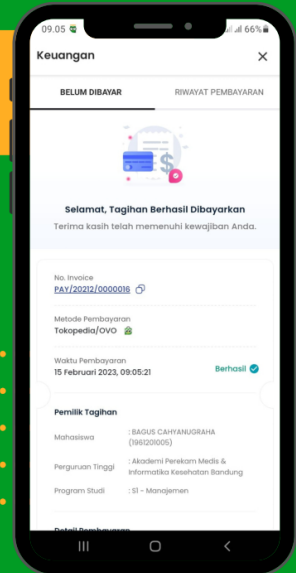 09.05
66%
Keuangan
BELUM DIBAYAR
RIWAYAT PEMBAYARAN
$
Selamat, Tagihan Berhasil Dibayarkan
Terima kasih telah memenuhi kewajiban Anda.
No. Invoice
PAY/20212/0000016
Metode Pembayaran
Tokopedia/OVO
Waktu Pembayaran
15 Februari 2023, 09:05:21
Berhasil
Pemilik Tagihan
Mahasiswa : BAGUS CAHYANUGRAHA
(1961201005)
Perguruan Tinggi : Akademi Perekam Medis &
Informatika Kesehatan Bandung
Program Studi : S1 - Manajemen
Detail Pembayaran